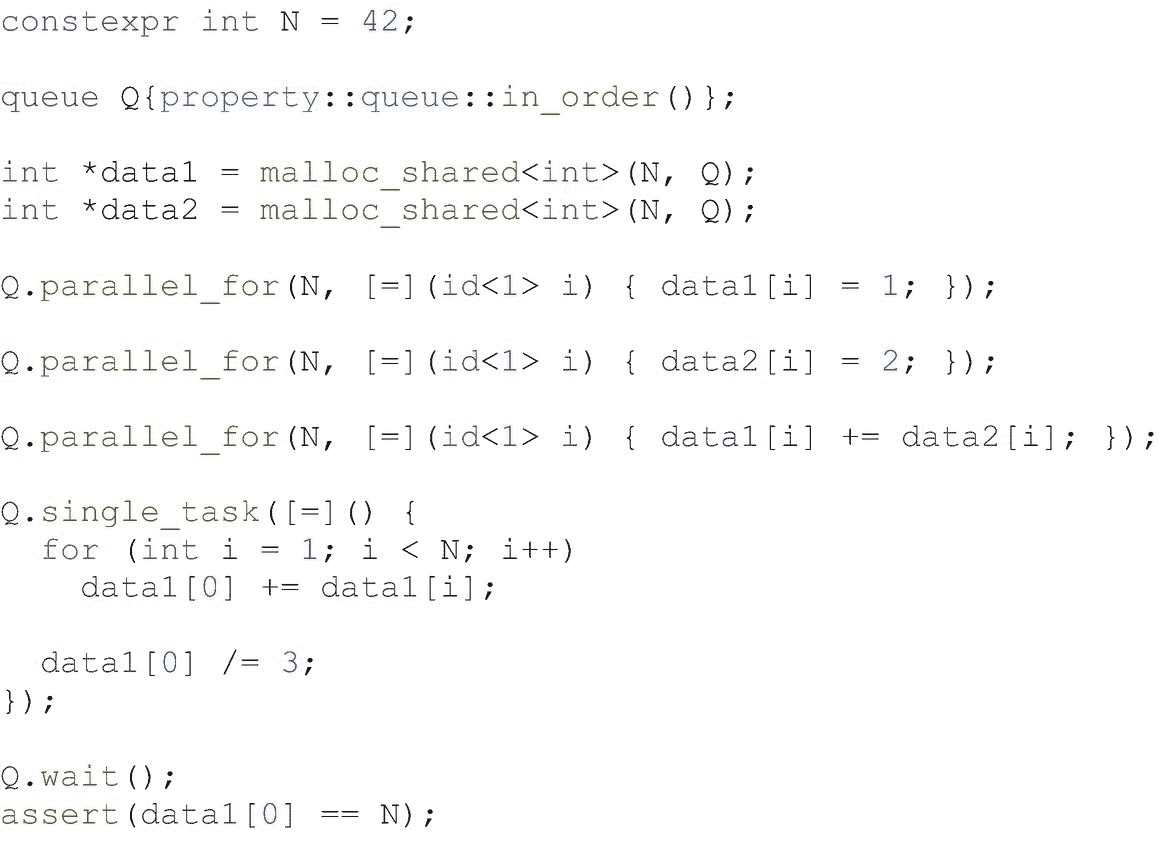 constexpr int N = 42;
queue Q{property::queue::in_order()};
int *data1 = malloc_shared<int>(N, Q);
int *data2 = malloc_shared<int>(N, Q);
Q.parallel_for(N, [=](id<1> i) { data1[i] = 1; });
Q.parallel_for(N, [=](id<1> i) { data2[i] = 2; });
Q.parallel_for(N, [=](id<1> i) { data1[i] += data2[i]; });
Q.single_task([=]() {
  for (int i = 1; i < N; i++)
    data1[0] += data1[i];
  data1[0] /= 3;
});
Q.wait();
assert(data1[0] == N);